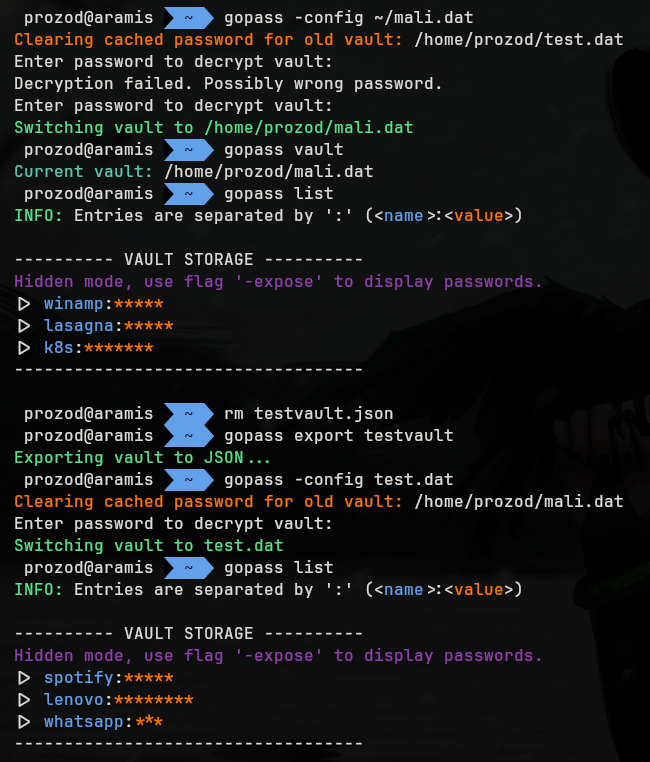 prozod@aramis ~ gopass -config ~/mali.dat
Clearing cached password for old vault: /home/prozod/test.dat
Enter password to decrypt vault:
Decryption failed. Possibly wrong password.
Enter password to decrypt vault:
Switching vault to /home/prozod/mali.dat
prozod@aramis ~ gopass vault
Current vault: /home/prozod/mali.dat
prozod@aramis ~ gopass list
INFO: Entries are separated by ':' (<name>:<value>)
---------- VAULT STORAGE ----------
Hidden mode, use flag '-expose' to display passwords.
▷ winamp:*****
▷ lasagna:*****
▷ k8s:*******
-----------------------------------
prozod@aramis ~ rm testvault.json
prozod@aramis ~ gopass export testvault
Exporting vault to JSON...
prozod@aramis ~ gopass -config test.dat
Clearing cached password for old vault: /home/prozod/mali.dat
Enter password to decrypt vault:
Switching vault to test.dat
prozod@aramis ~ gopass list
INFO: Entries are separated by ':' (<name>:<value>)
---------- VAULT STORAGE ----------
Hidden mode, use flag '-expose' to display passwords.
▷ spotify:*****
▷ lenovo:********
▷ whatsapp:***
-----------------------------------